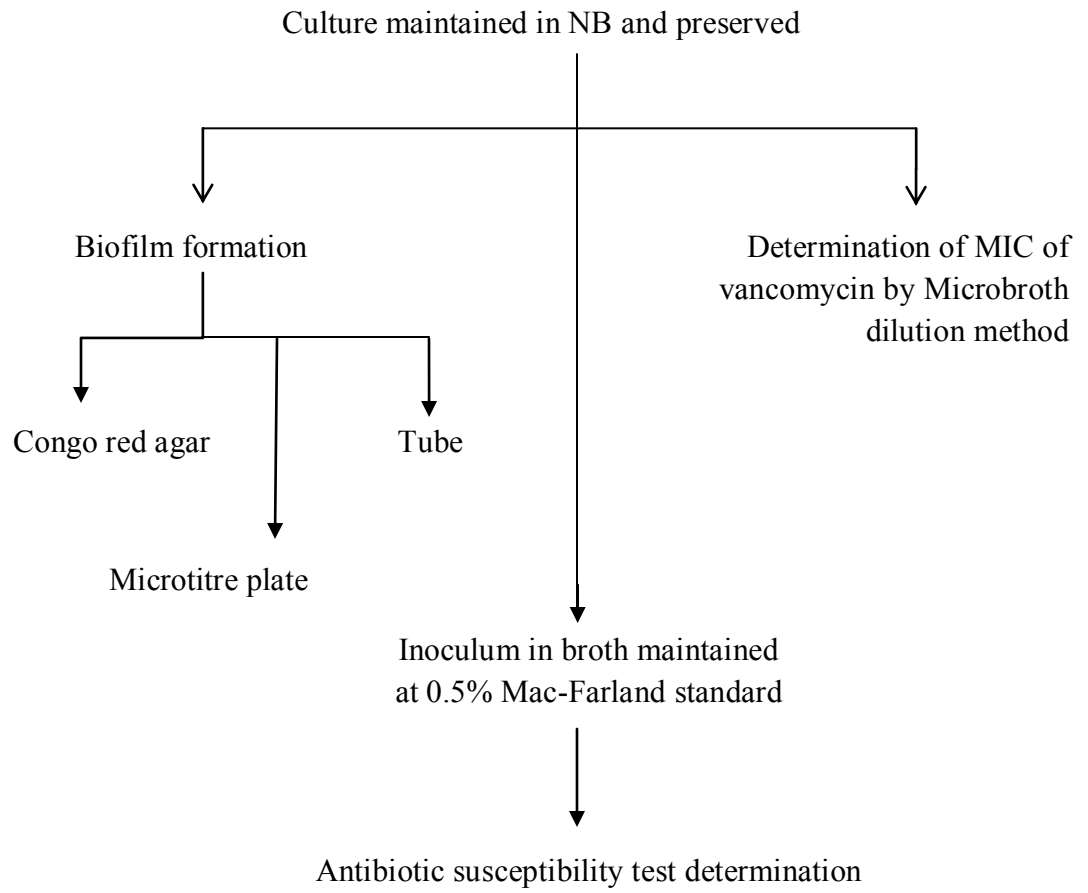 Culture maintained in NB and preserved
Biofilm formation
Determination of MIC of
vancomycin by Microbroth
dilution method
Congo red agar
Tube
Microtitre plate
Inoculum in broth maintained
at 0.5% Mac-Farland standard
Antibiotic susceptibility test determination